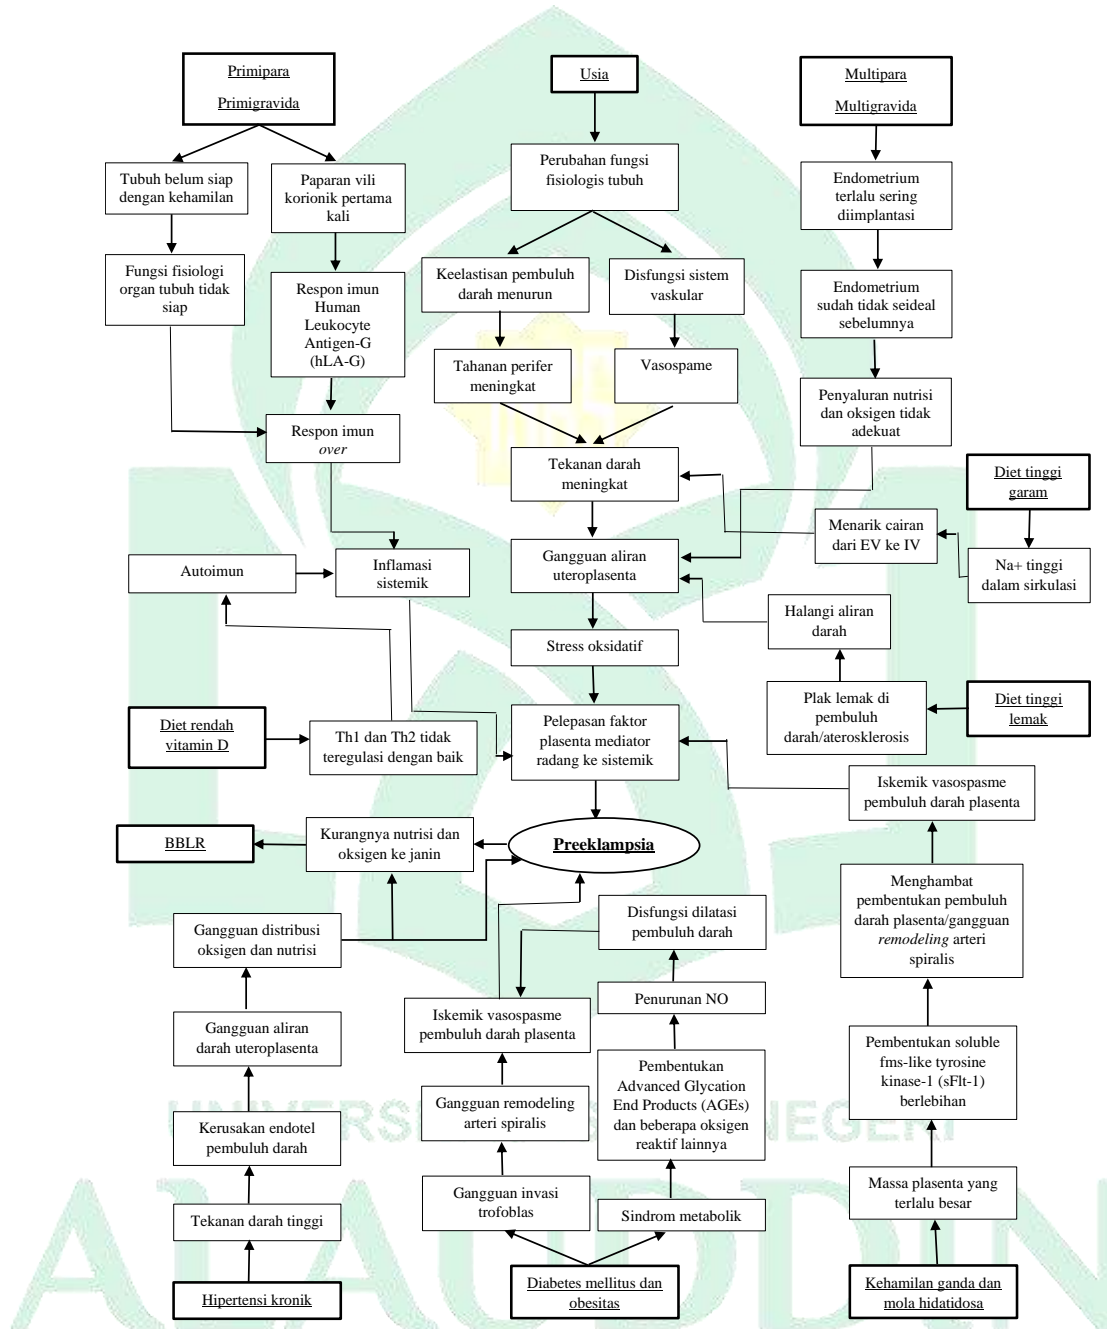 Primipara
Primigravida
Usia
Multipara
Multigravida
Tubuh belum siap
dengan kehamilan
Paparan vili
korionik pertama
kali
Perubahan fungsi
fisiologis tubuh
Endometrium
terlalu sering
diimplantasi
Fungsi fisiologi
organ tubuh tidak
siap
Respon imun
Human
Leukocyte
Antigen-G
(hLA-G)
Keelastisan pembuluh
darah menurun
Disfungsi sistem
vaskular
Endometrium
sudah tidak seideal
sebelumnya
Tahanan perifer
meningkat
Vasospame
Penyaluran nutrisi
dan oksigen tidak
adekuat
Respon imun
over
Tekanan darah
meningkat
Diet tinggi
garam
Menarik cairan
dari EV ke IV
Autoimun
Inflamasi
sistemik
Gangguan aliran
uteroplasenta
Na+ tinggi
dalam sirkulasi
Halangi aliran
darah
Stress oksidatif
Diet rendah
vitamin D
Th1 dan Th2 tidak
teregulasi dengan baik
Pelepasan faktor
plasenta mediator
radang ke sistemik
Plak lemak di
pembuluh
darah/aterosklerosis
Diet tinggi
lemak
Iskemik vasospasme
pembuluh darah plasenta
BBLR
Kurangnya nutrisi dan
oksigen ke janin
Preeklampsia
Gangguan distribusi
oksigen dan nutrisi
Disfungsi dilatasi
pembuluh darah
Menghambat
pembentukan pembuluh
darah plasenta/gangguan
remodeling arteri
spiralis
Penurunan NO
Gangguan aliran
darah uteroplasenta
Iskemik vasospasme
pembuluh darah plasenta
Pembentukan soluble
fms-like tyrosine
kinase-1 (sFlt-1)
berlebihan
Pembentukan
Advanced Glycation
End Products (AGEs)
dan beberapa oksigen
reaktif lainnya
Gangguan remodeling
arteri spiralis
Kerusakan endotel
pembuluh darah
Massa plasenta yang
terlalu besar
Gangguan invasi
trofoblas
Sindrom metabolik
Tekanan darah tinggi
Hipertensi kronik
Diabetes mellitus dan
obesitas
Kehamilan ganda dan
mola hidatidosa
ALAUDDIN